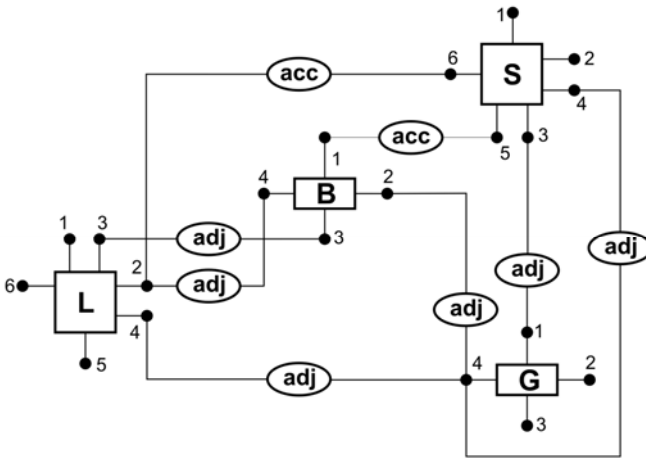 1
6 acc S 2
4
acc 5 3
1
4 B 2
1 3 adj 3 adj
2 adj adj
6 L
4 adj 1
5 adj 4 G 2
3